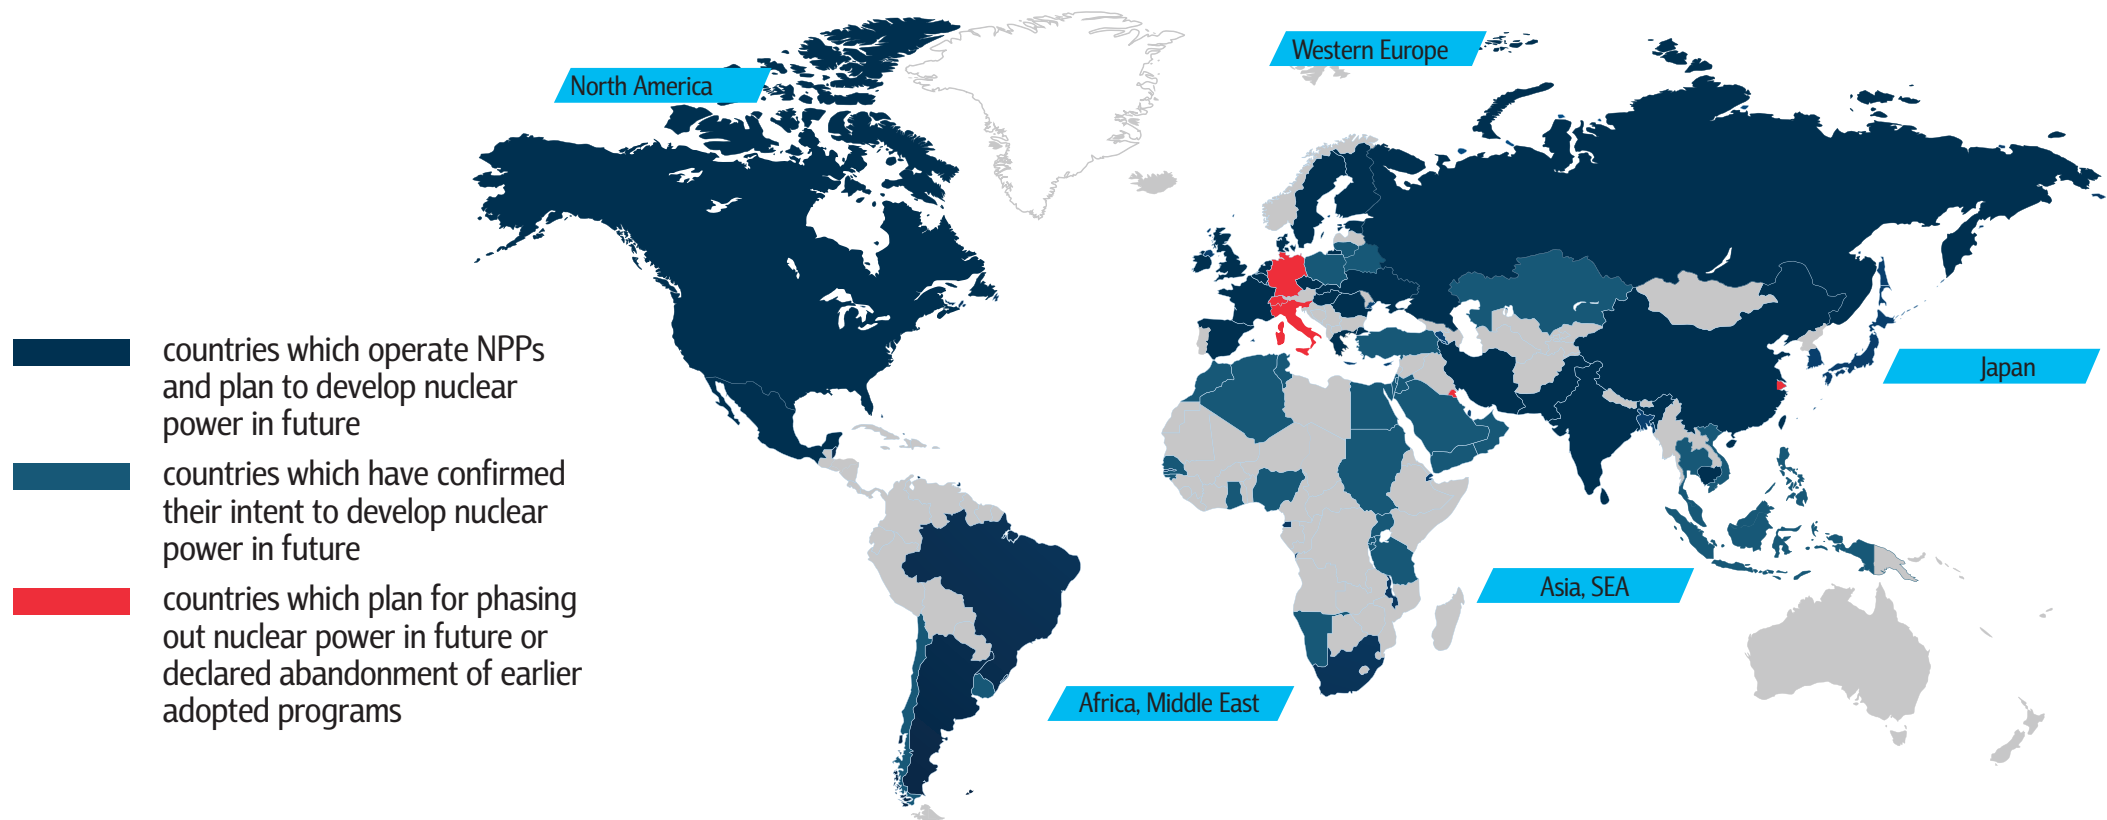 North America
Western Europe
countries which operate NPPs
and plan to develop nuclear
power in future
countries which have confirmed
their intent to develop nuclear
power in future
countries which plan for phasing
out nuclear power in future or
declared abandonment of earlier
adopted programs
Japan
Asia, SEA
Africa, Middle East